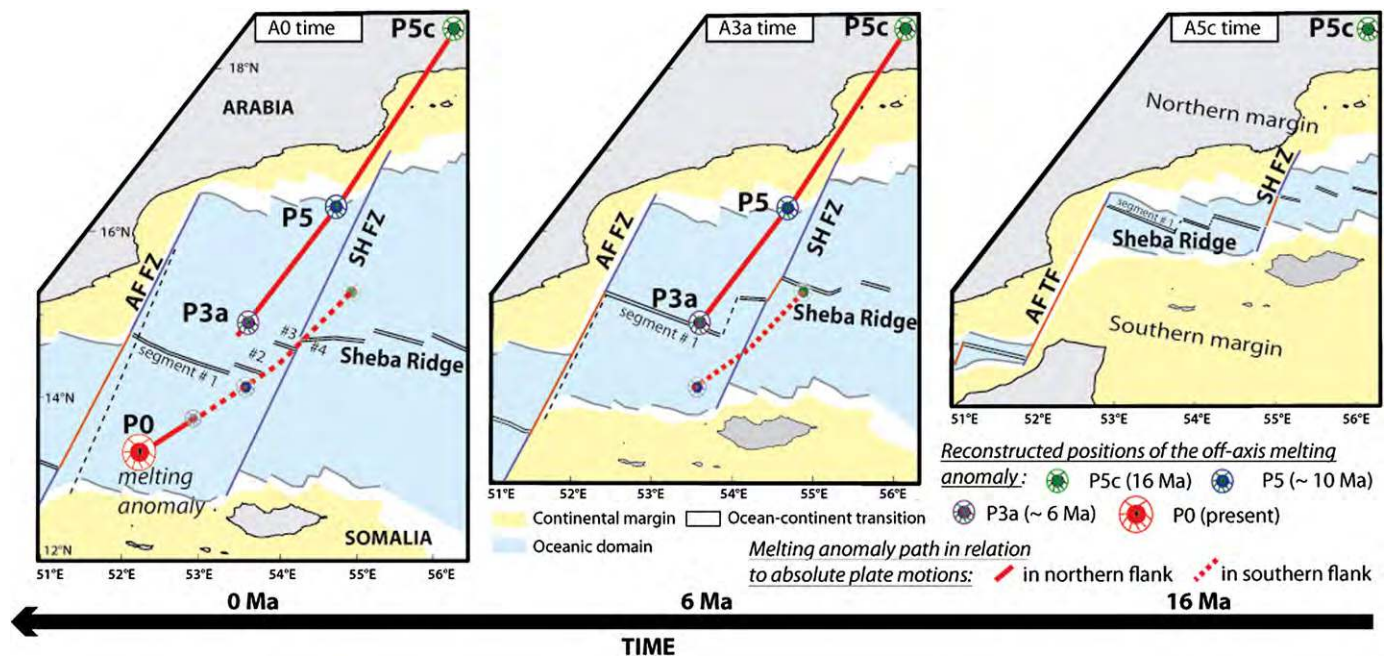 A0 time
P5c
18°N
ARABIA
P5
SH FZ
16°N
AF FZ
P3a
#3
#4
#2
segment # 1
Sheba Ridge
14°N
P0
melting
anomaly
SOMALIA
12°N
51°E 52°E 53°E 54°E 55°E 56°E
0 Ma
A3a time
P5c
P5
SH FZ
AF FZ
P3a
segment # 1
Sheba Ridge
51°E 52°E 53°E 54°E 55°E 56°E
Continental margin
Ocean-continent transition
Oceanic domain
6 Ma
A5c time
P5c
Northern margin
SH FZ
segment # 1
Sheba Ridge
AF TF
Southern margin
51°E 52°E 53°E 54°E 55°E 56°E
Reconstructed positions of the off-axis melting
anomaly :
P5c (16 Ma)
P5 (~ 10 Ma)
P3a (~ 6 Ma)
P0 (present)
Melting anomaly path in relation
to absolute plate motions:
in northern flank
in southern flank
16 Ma
TIME